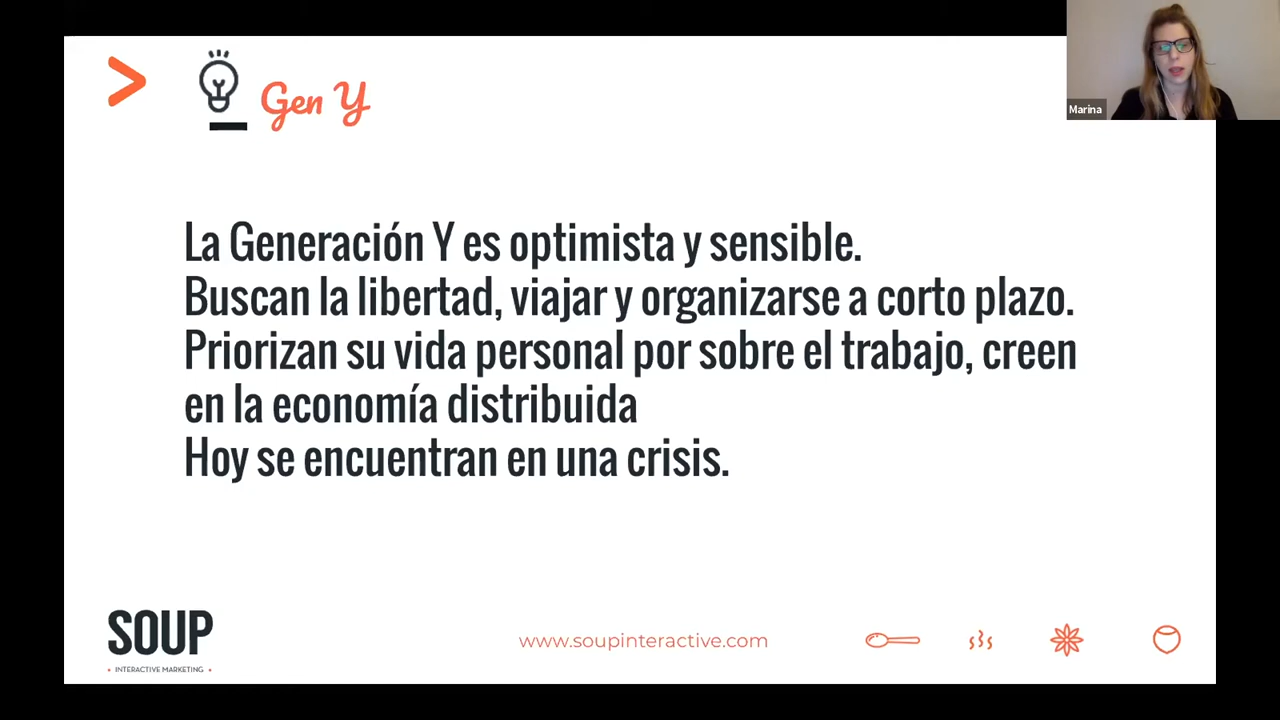 Gen Y
Marina
La Generación Y es optimista y sensible.
Buscan la libertad, viajar y organizarse a corto plazo.
Priorizan su vida personal por sobre el trabajo, creen
en la economía distribuida
Hoy se encuentran en una crisis.
SOUP
• INTERACTIVE MARKETING •
www.soupinteractive.com